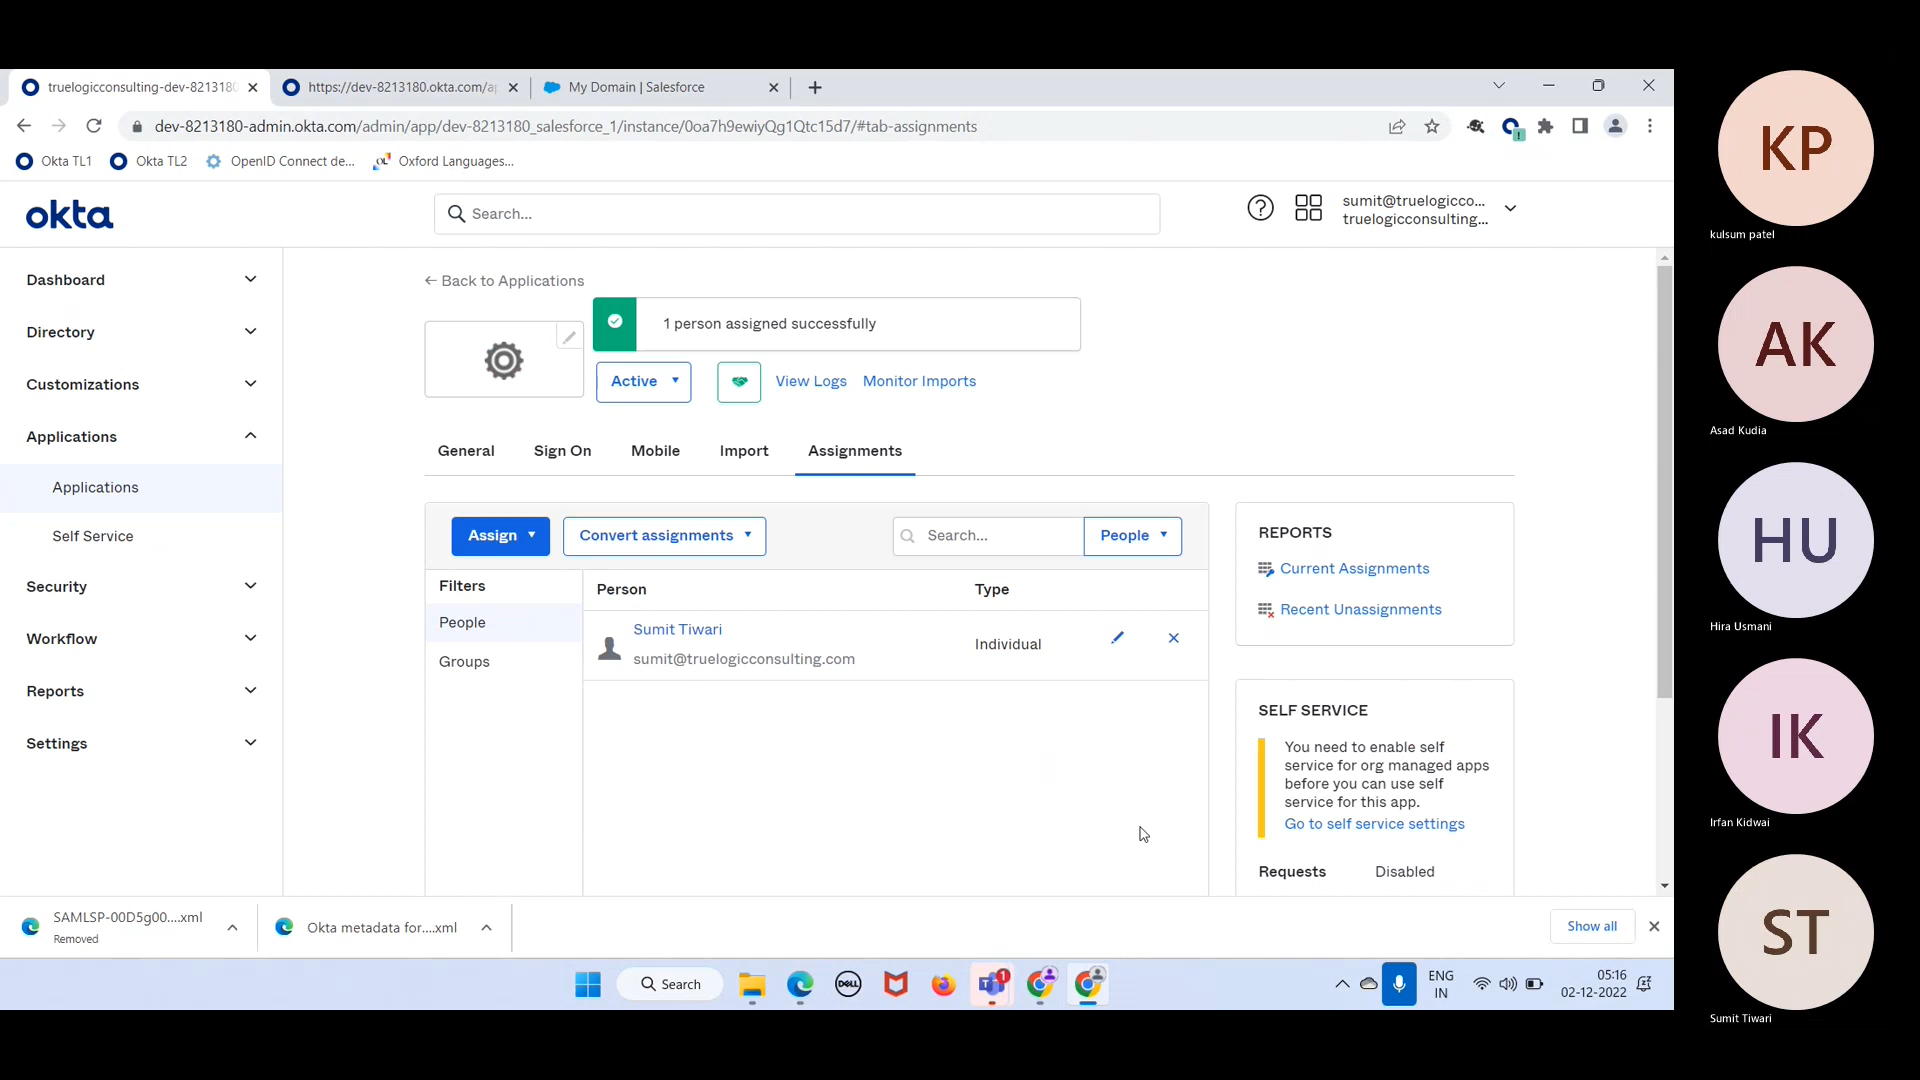 truelogicconsulting-dev-8213180
https://dev-8213180.okta.com/ap
My Domain | Salesforce
dev-8213180-admin.okta.com/admin/app/dev-8213180_salesforce_1/instance/0oa7h9ewiyQg1Qtc15d7/#tab-assignments
Okta TL1
Okta TL2
OpenID Connect de...
Oxford Languages...
okta
Search...
sumit@truelogicco...
truelogicconsulting...
Dashboard
Directory
Customizations
Applications
Applications
Self Service
Security
Workflow
Reports
Settings
← Back to Applications
1 person assigned successfully
Active
View Logs
Monitor Imports
General
Sign On
Mobile
Import
Assignments
Assign
Convert assignments
Search...
People
Filters
People
Groups
Person
Type
Sumit Tiwari
sumit@truelogicconsulting.com
Individual
REPORTS
Current Assignments
Recent Unassignments
SELF SERVICE
You need to enable self
service for org managed apps
before you can use self
service for this app.
Go to self service settings
Requests
Disabled
SAMLSP-00D5g00....xml
Removed
Okta metadata for....xml
Show all
Search
DELL
1
ENG
IN
05:16
02-12-2022
KP
kulsum patel
AK
Asad Kudia
HU
Hira Usmani
IK
Irfan Kidwai
ST
Sumit Tiwari